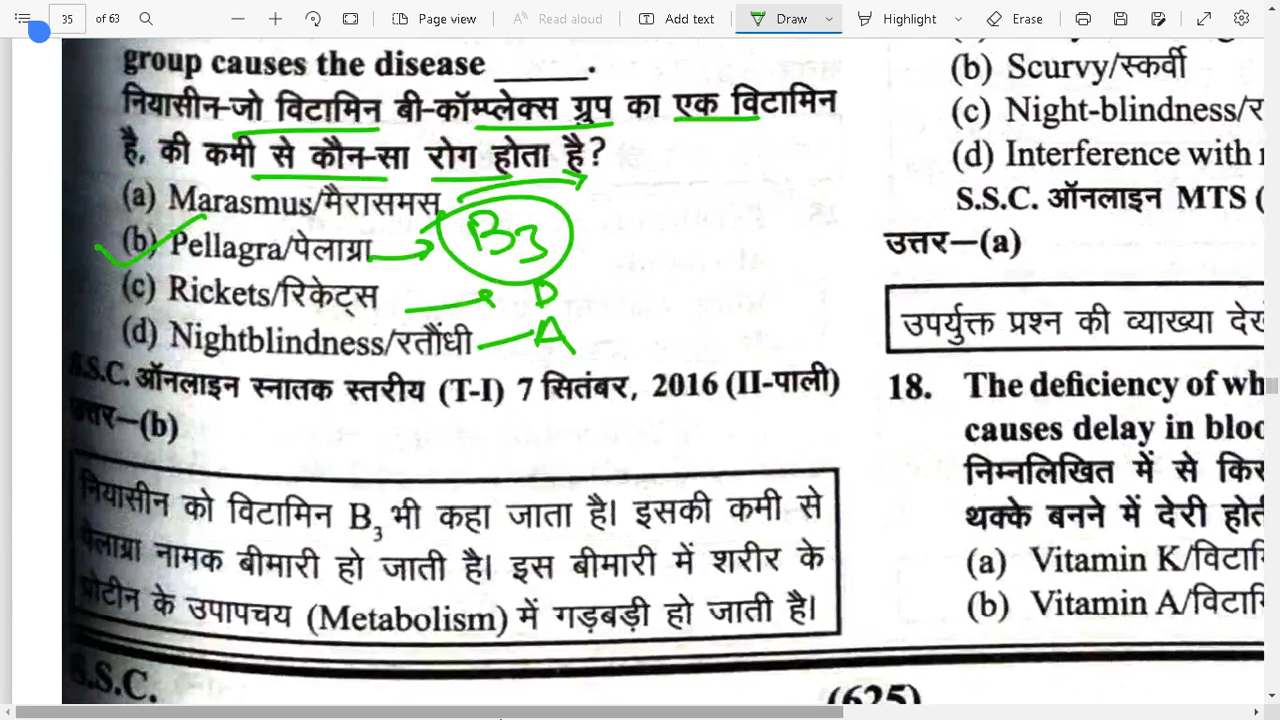 35 of 63 Page view Read aloud Add text Draw Highlight Erase
group causes the disease ______.
नियासीन-जो विटामिन बी-कॉम्प्लेक्स ग्रुप का एक विटामिन
है, की कमी से कौन-सा रोग होता है?
(a) Marasmus/मैरासमस
(b) Pellagra/पेलाग्रा B3
(c) Rickets/रिकेट्स D
(d) Nightblindness/रतौंधी A
S.S.C. ऑनलाइन स्नातक स्तरीय (T-I) 7 सितंबर, 2016 (II-पाली)
उत्तर–(b)
नियासीन को विटामिन B3 भी कहा जाता है। इसकी कमी से
पेलाग्रा नामक बीमारी हो जाती है। इस बीमारी में शरीर के
प्रोटीन के उपापचय (Metabolism) में गड़बड़ी हो जाती है।
S.S.C.
(625)
(b) Scurvy/स्कर्वी
(c) Night-blindness/
(d) Interference with
S.S.C. ऑनलाइन MTS (
उत्तर–(a)
उपर्युक्त प्रश्न की व्याख्या
18. The deficiency of
causes delay in
निम्नलिखित में से
थक्के बनने में देरी
(a) Vitamin K/
(b) Vitamin A/